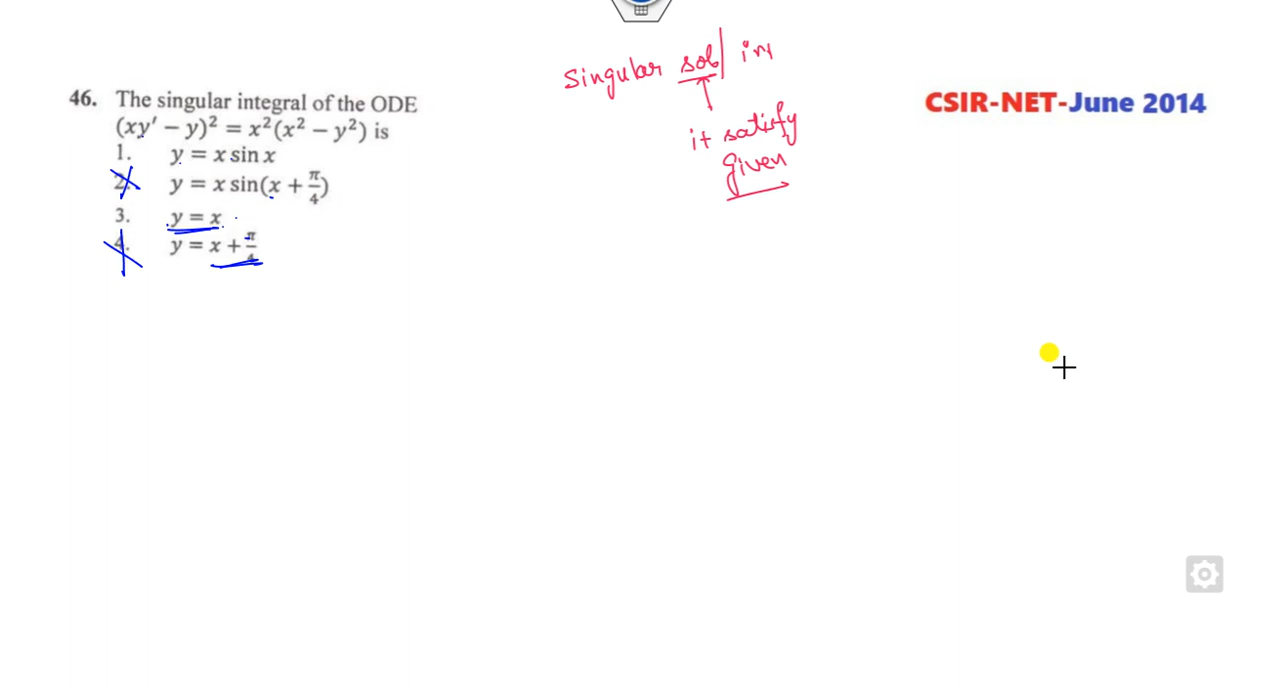 Singular sol/in
it satisfy
given
CSIR-NET-June 2014
46. The singular integral of the ODE
(xy′ − y)² = x²(x² − y²) is
1. y = x sin x
2. y = x sin(x + π/4)
3. y = x
4. y = x + π/4